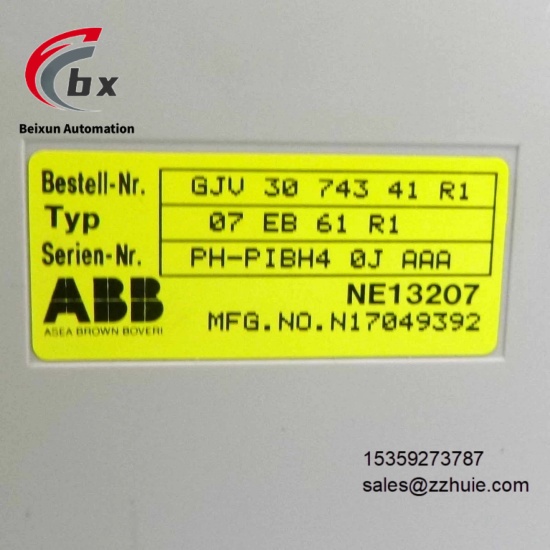 bx
Beixun Automation
Bestell-Nr. GJV 30 743 41 R1
Typ 07 EB 61 R1
Serien-Nr. PH-PIBH4 0J AAA
ABB NE13207
ASEA BROWN BOVERI MFG.NO.N17049392
15359273787
sales@zzhuie.com